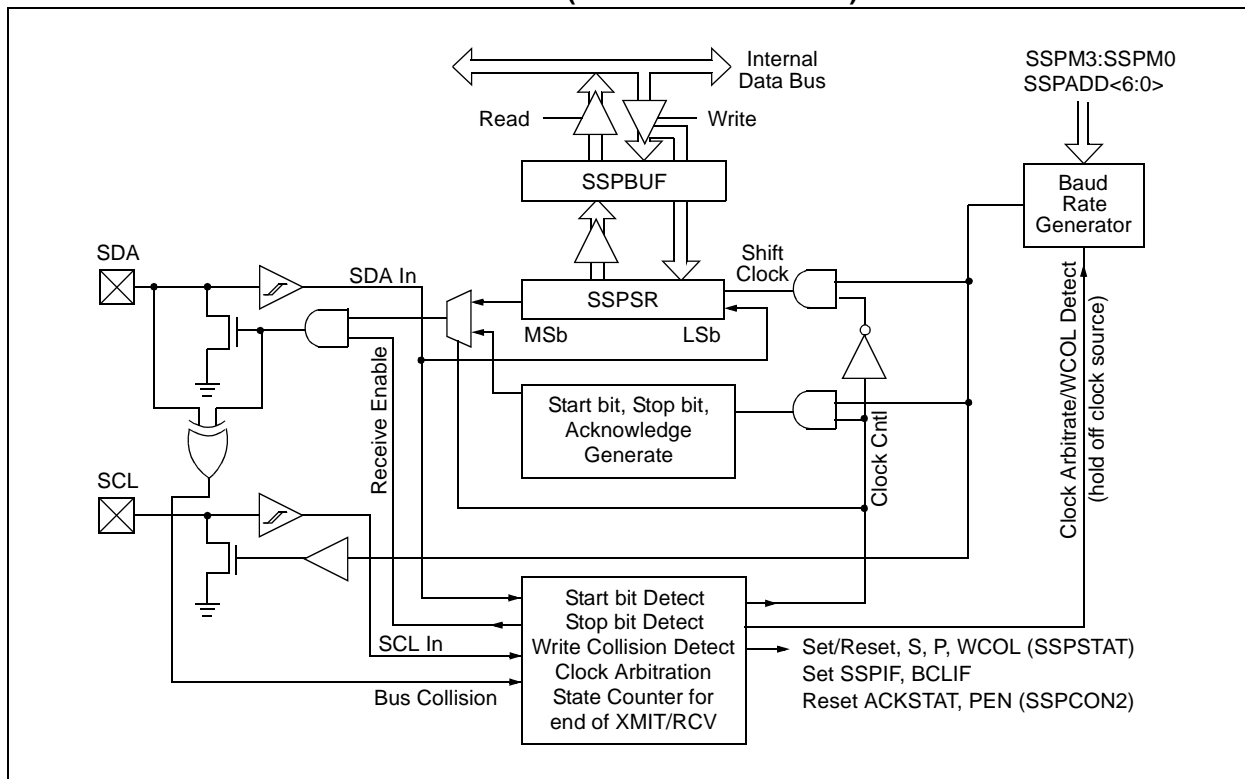 Internal
Data Bus
SSPM3:SSPM0
SSPADD<6:0>
Read
Write
SSPBUF
Baud
Rate
Generator
SDA
SDA In
Shift
Clock
SSPSR
MSb
LSb
Start bit, Stop bit,
Acknowledge
Generate
Receive Enable
Clock Cntl
Clock Arbitrate/WCOL Detect
(hold off clock source)
SCL
SCL In
Bus Collision
Start bit Detect
Stop bit Detect
Write Collision Detect
Clock Arbitration
State Counter for
end of XMIT/RCV
Set/Reset, S, P, WCOL (SSPSTAT)
Set SSPIF, BCLIF
Reset ACKSTAT, PEN (SSPCON2)